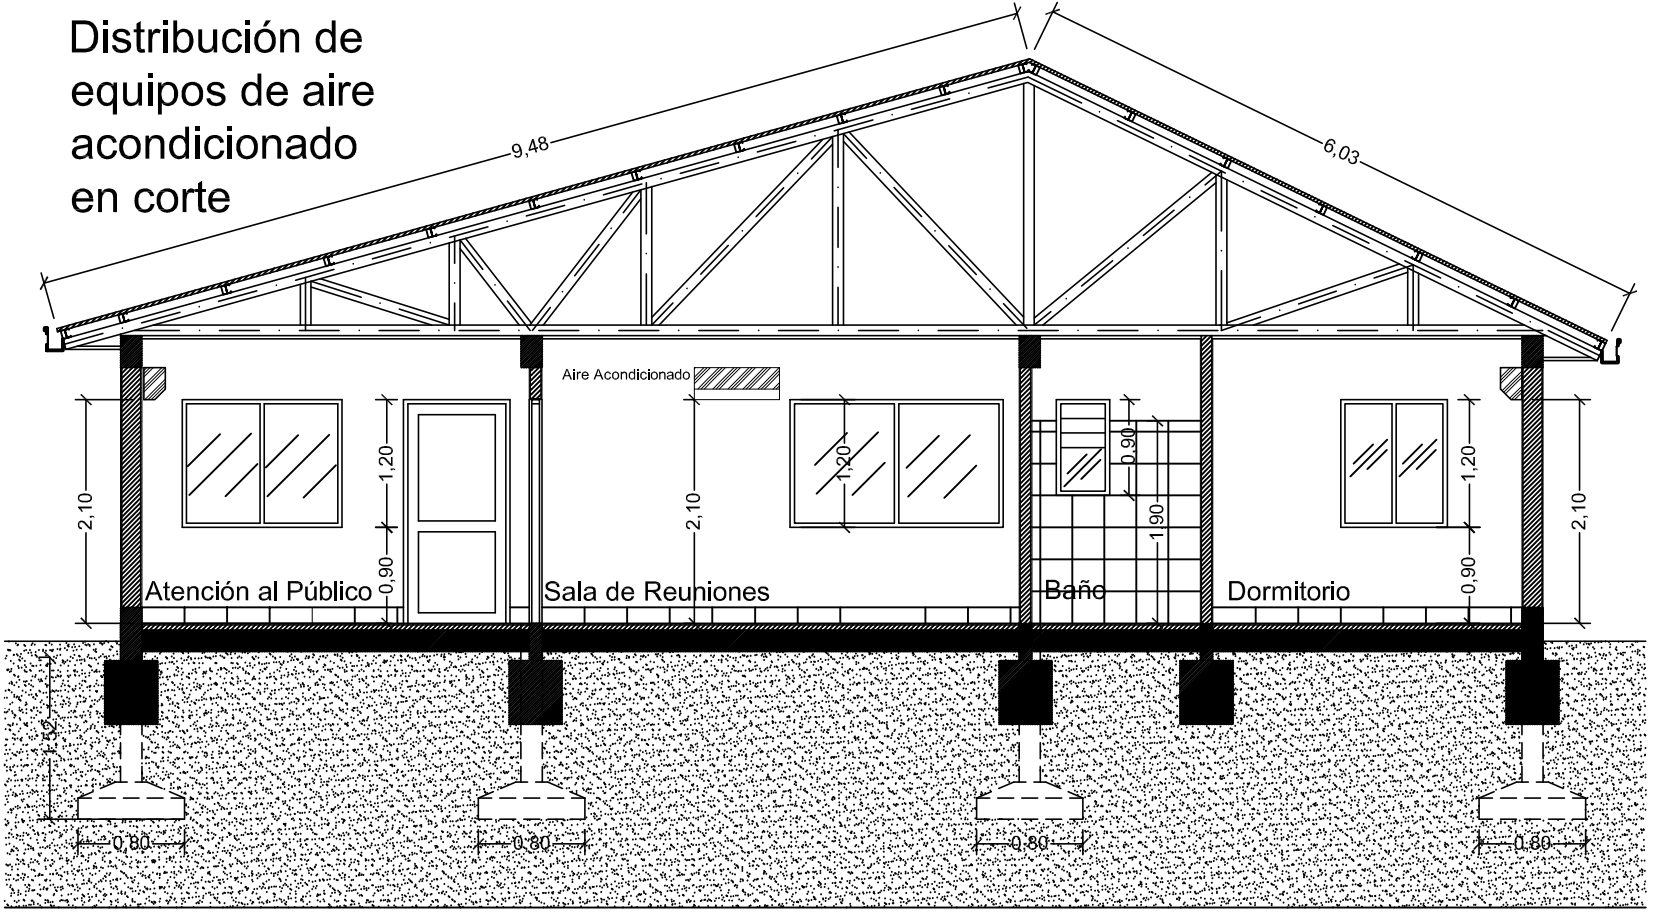 Distribución de
equipos de aire
acondicionado
en corte
9,48
6,03
Aire Acondicionado
2,10
1,20
0,90
2,10
1,20
0,90
1,90
1,20
0,90
2,10
Atención al Público
Sala de Reuniones
Baño
Dormitorio
1,52
0,80
0,80
0,80
0,80